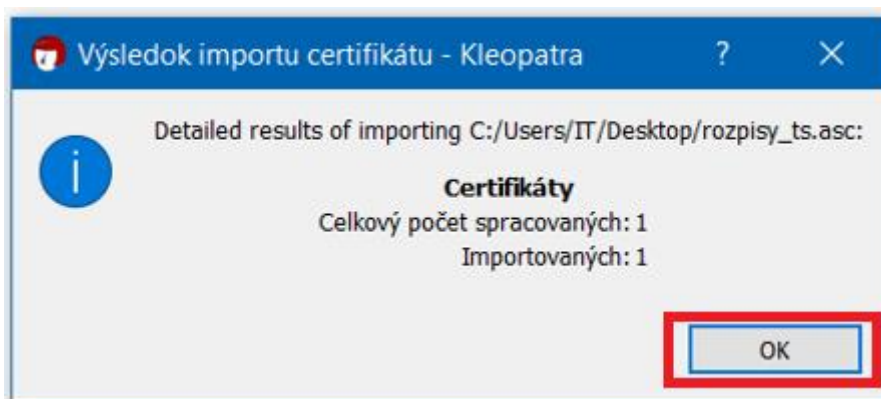 Výsledok importu certifikátu - Kleopatra ?
Detailed results of importing C:/Users/IT/Desktop/rozpisy_ts.asc:
Certifikáty
Celkový počet spracovaných: 1
Importovaných: 1
OK